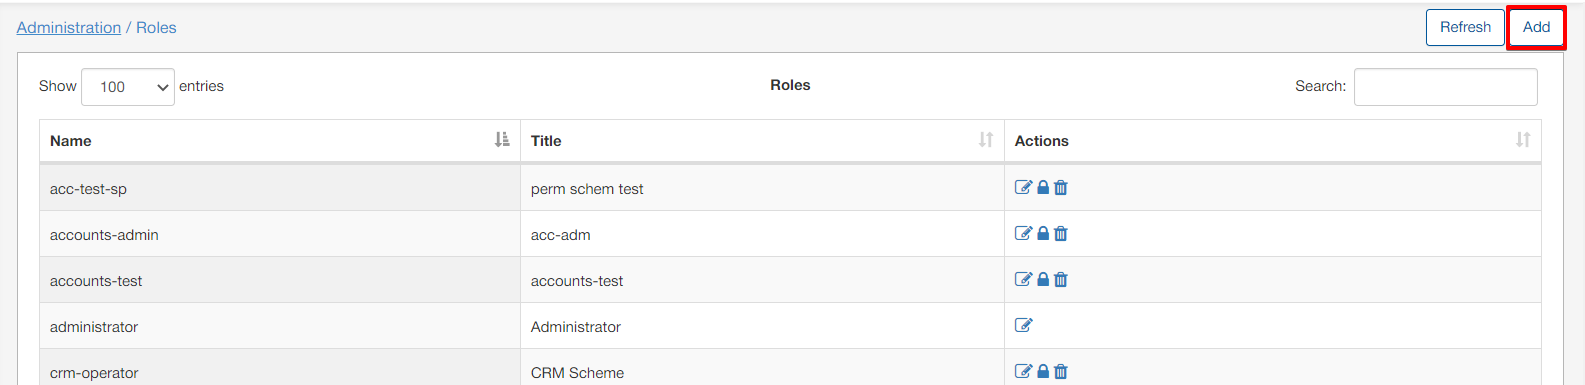 Administration / Roles
Refresh
Add
Show 100 entries
Roles
Search:
Name Title Actions
acc-test-sp perm schem test
accounts-admin acc-adm
accounts-test accounts-test
administrator Administrator
crm-operator CRM Scheme